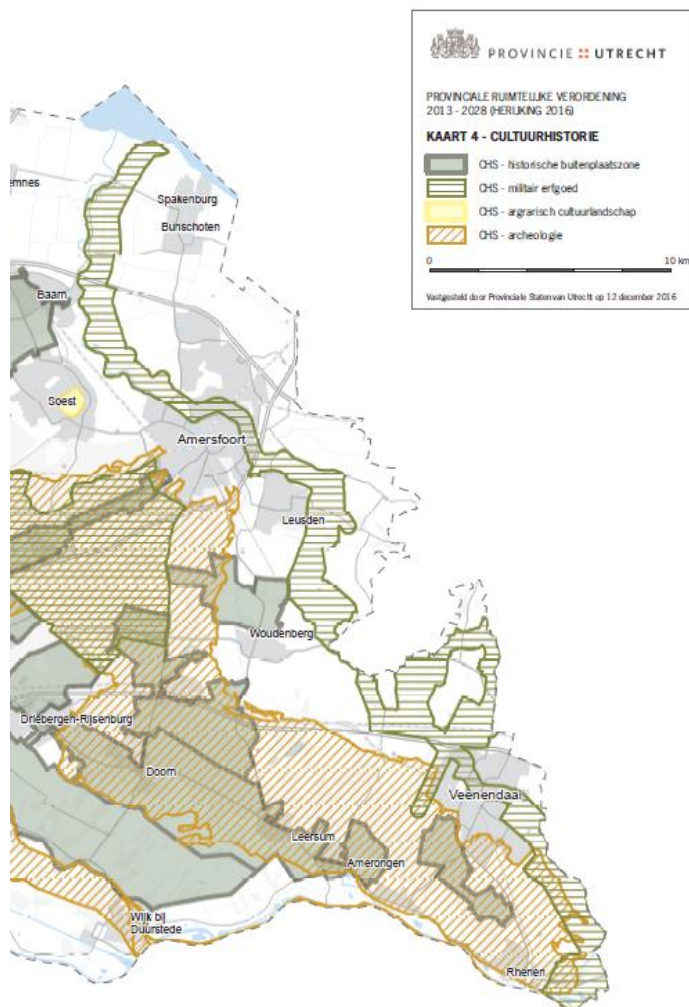 PROVINCIE :: UTRECHT
PROVINCIALE RUIMTELIJKE VERORDENING
2013 - 2028 (HERIJKING 2016)
KAART 4 - CULTUURHISTORIE
CHS - historische buitenplaatszone
CHS - militair erfgoed
CHS - argrarisch cultuurlandschap
CHS - archeologie
0 10 km
Vastgesteld door Provinciale Staten van Utrecht op 12 december 2016
emnes
Spakenburg
Bunschoten
Baarn
Soest
Amersfoort
Leusden
Woudenberg
Driebergen-Rijsenburg
Doorn
Veenendaal
Leersum
Amerongen
Wijk bij
Duurstede
Rhenen